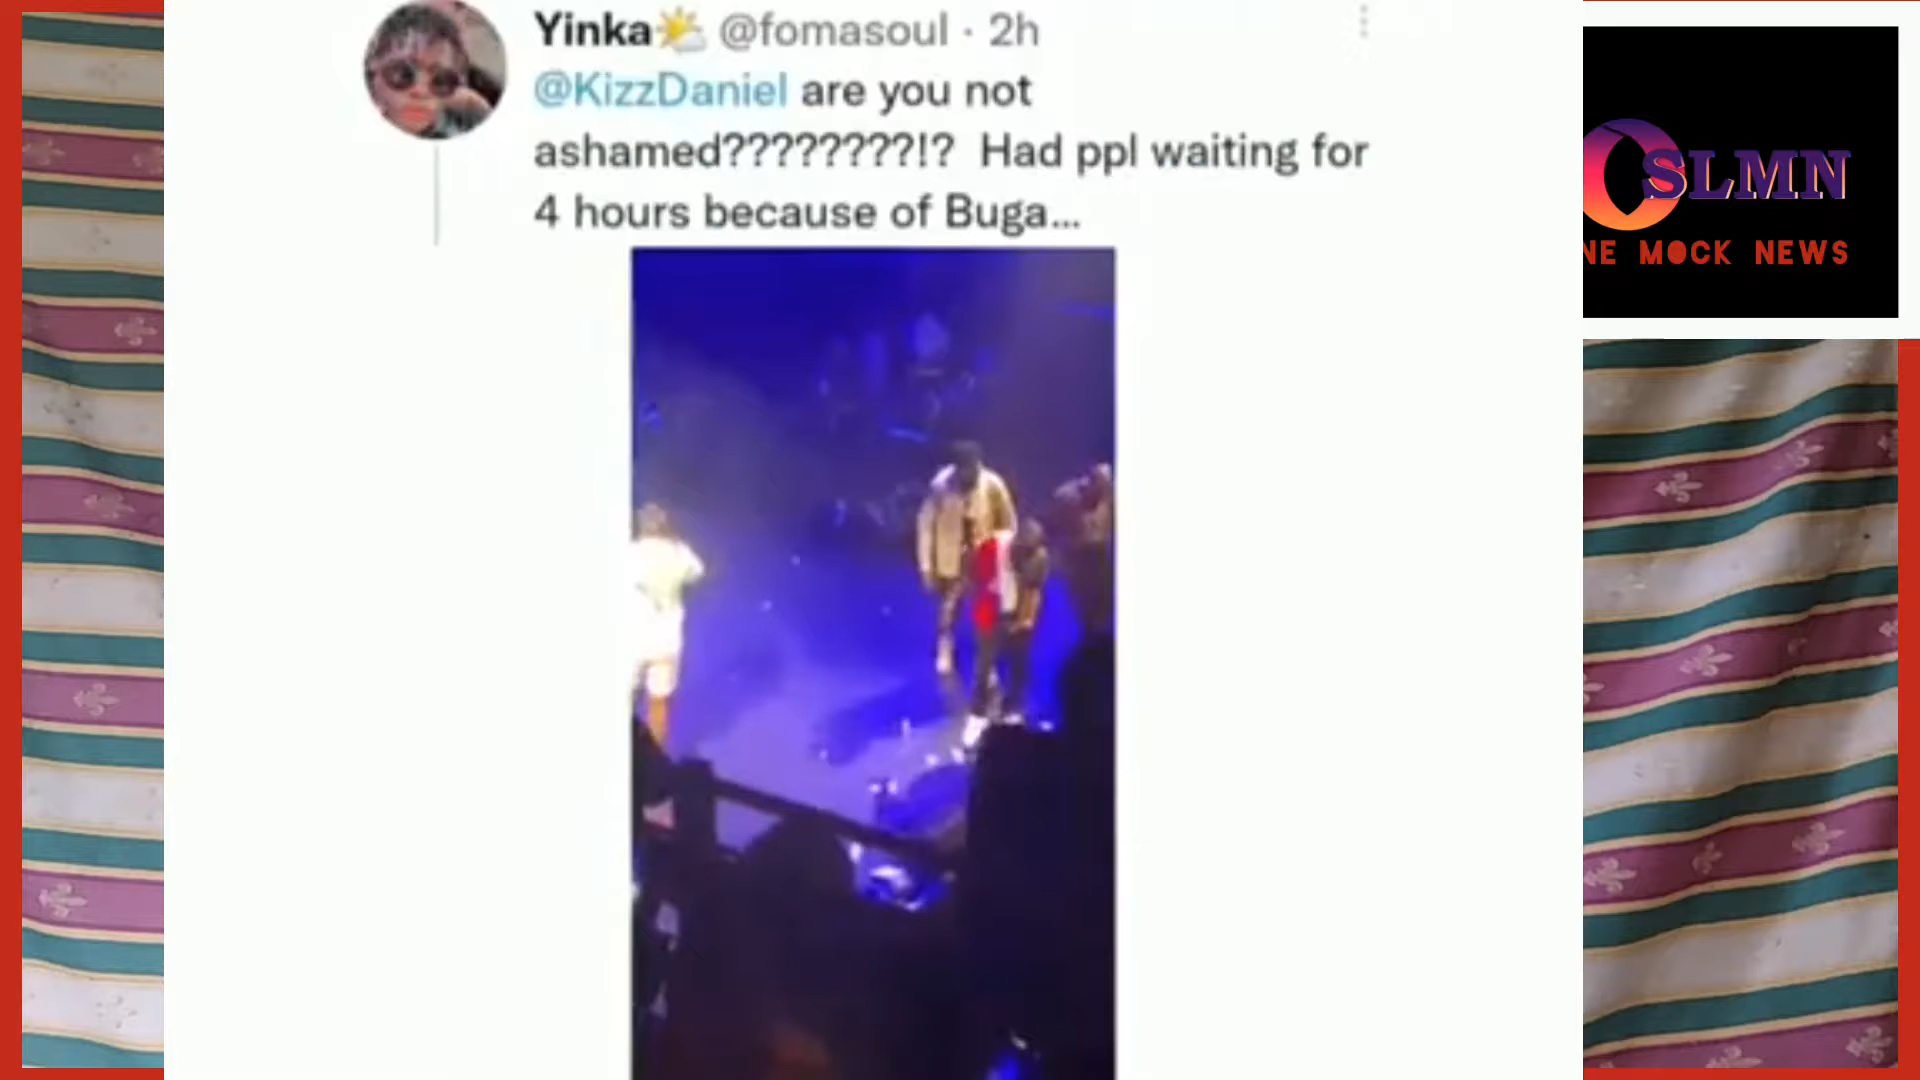 Yinka🌤️ @fomasoul · 2h
@KizzDaniel are you not
ashamed????????!? Had ppl waiting for
4 hours because of Buga...
SLMN
NE MOCK NEWS